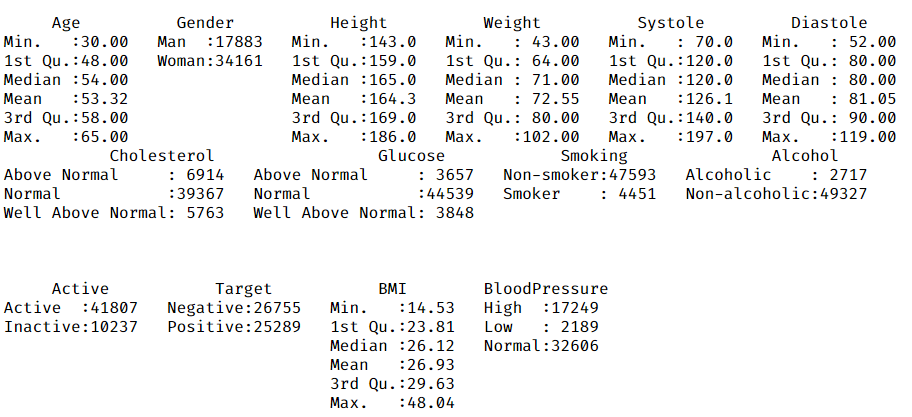 Age Gender Height Weight Systole Diastole
Min. :30.00 Man :17883 Min. :143.0 Min. : 43.00 Min. : 70.0 Min. : 52.00
1st Qu.:48.00 Woman:34161 1st Qu.:159.0 1st Qu.: 64.00 1st Qu.:120.0 1st Qu.: 80.00
Median :54.00 Median :165.0 Median : 71.00 Median :120.0 Median : 80.00
Mean :53.32 Mean :164.3 Mean : 72.55 Mean :126.1 Mean : 81.05
3rd Qu.:58.00 3rd Qu.:169.0 3rd Qu.: 80.00 3rd Qu.:140.0 3rd Qu.: 90.00
Max. :65.00 Max. :186.0 Max. :102.00 Max. :197.0 Max. :119.00
Cholesterol Glucose Smoking Alcohol
Above Normal : 6914 Above Normal : 3657 Non-smoker:47593 Alcoholic : 2717
Normal :39367 Normal :44539 Smoker : 4451 Non-alcoholic:49327
Well Above Normal: 5763 Well Above Normal: 3848
Active Target BMI BloodPressure
Active :41807 Negative:26755 Min. :14.53 High :17249
Inactive:10237 Positive:25289 1st Qu.:23.81 Low : 2189
Median :26.12 Normal:32606
Mean :26.93
3rd Qu.:29.63
Max. :48.04